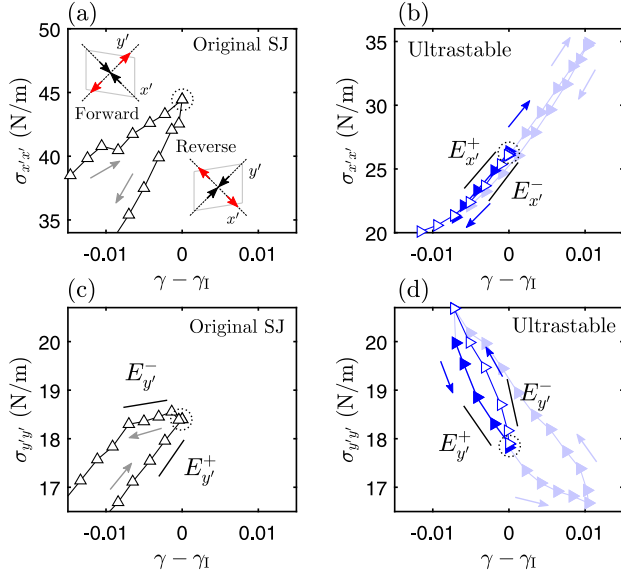 (a)
50
45
40
35
σx′x′ (N/m)
y′
x′
Forward
Original SJ
Reverse
y′
x′
-0.01
0
0.01
γ − γI
(b)
35
30
25
20
σx′x′ (N/m)
Ultrastable
E+x′
E−x′
-0.01
0
0.01
γ − γI
(c)
20
19
18
17
σy′y′ (N/m)
Original SJ
E−y′
E+y′
-0.01
0
0.01
γ − γI
(d)
20
19
18
17
σy′y′ (N/m)
Ultrastable
E−y′
E+y′
-0.01
0
0.01
γ − γI